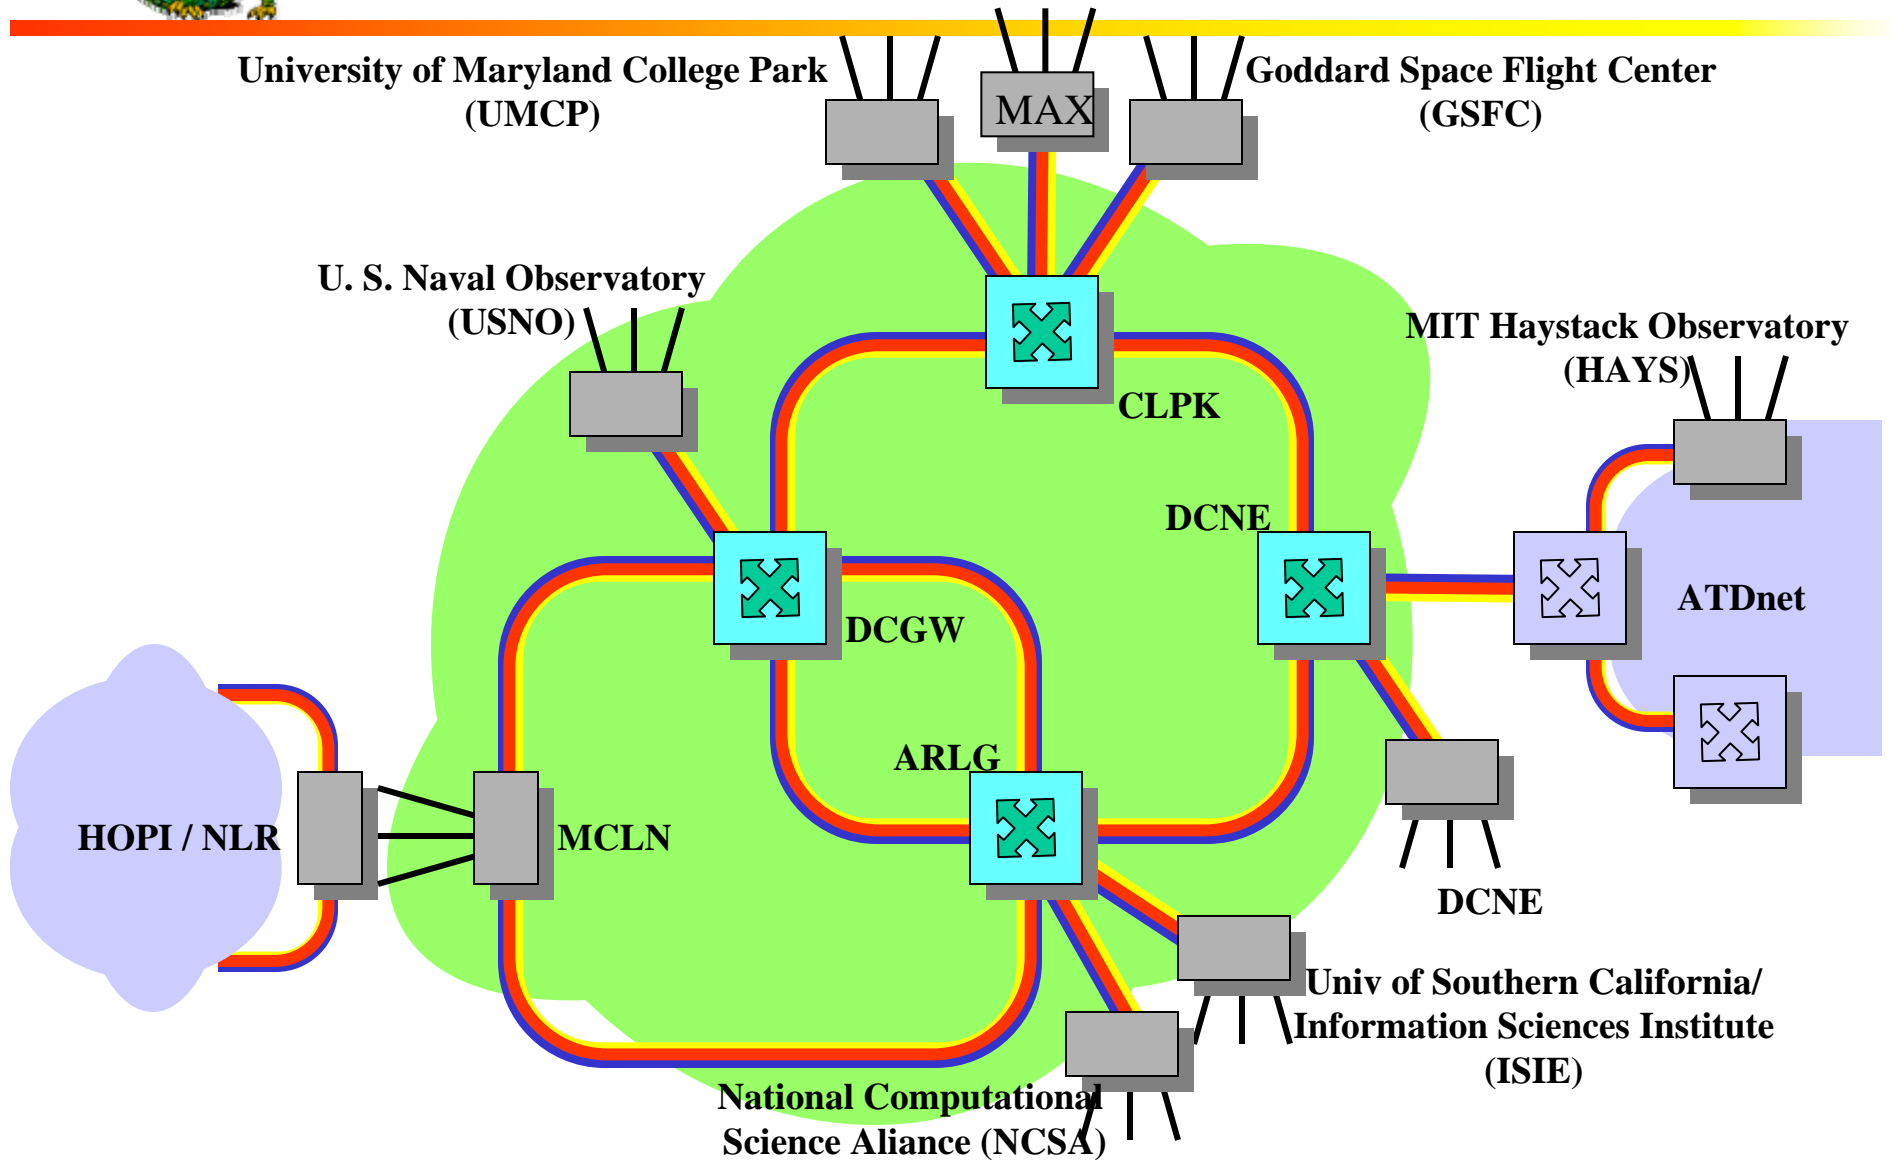 University of Maryland College Park
(UMCP)
MAX
Goddard Space Flight Center
(GSFC)
U. S. Naval Observatory
(USNO)
MIT Haystack Observatory
(HAYS)
CLPK
DCNE
ATDnet
DCGW
ARLG
HOPI / NLR
MCLN
DCNE
Univ of Southern California/
Information Sciences Institute
(ISIE)
National Computational
Science Aliance (NCSA)